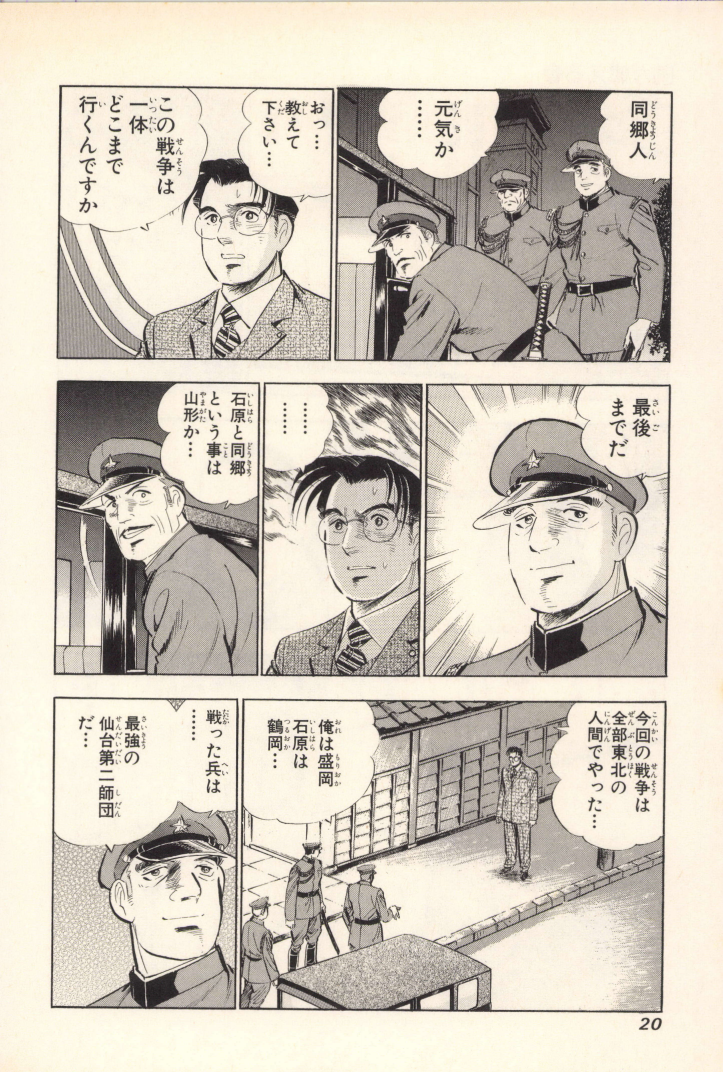 同郷人
元気か
……
おっ…
教えて
下さい…
この戦争は
一体
どこまで
行くんですか
最後
までだ
……
……
石原と同郷
という事は
山形か…
今回の戦争は
全部東北の
人間でやった…
俺は盛岡
石原は
鶴岡…
戦った兵は
……
最強の
仙台第二師団
だ…
20